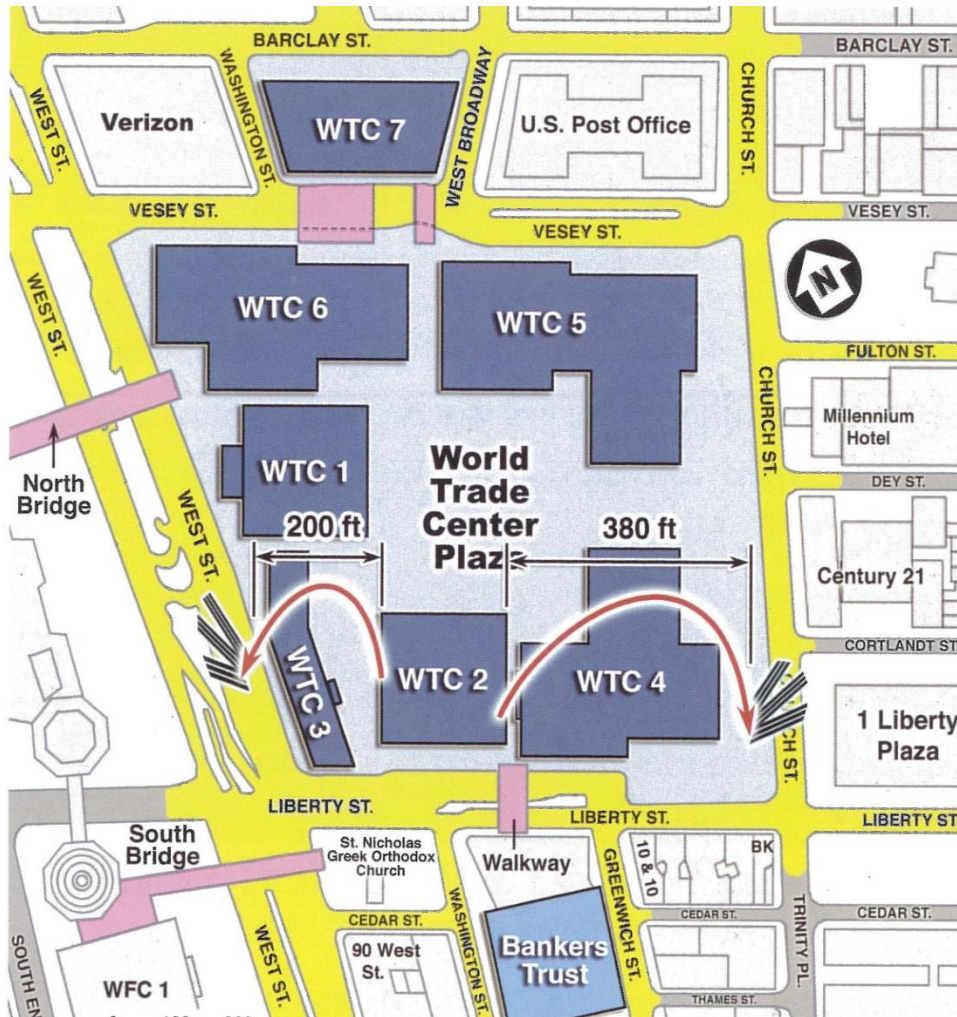 BARCLAY ST.
BARCLAY ST.
WEST ST.
Verizon
WASHINGTON ST.
WTC 7
WEST BROADWAY
U.S. Post Office
CHURCH ST.
VESEY ST.
VESEY ST.
VESEY ST.
WEST ST.
WTC 6
WTC 5
N
FULTON ST.
CHURCH ST.
North
Bridge
WTC 1
World
Trade
Center
Plaza
Millennium
Hotel
DEY ST.
WEST ST.
200 ft
380 ft
Century 21
CORTLANDT ST
WTC 3
WTC 2
WTC 4
CH ST.
1 Liberty
Plaza
LIBERTY ST.
LIBERTY ST.
LIBERTY ST
South
Bridge
St. Nicholas
Greek Orthodox
Church
Walkway
GREENWICH ST.
10 & 10
BK
TRINITY PL.
CEDAR ST.
CEDAR ST.
CEDAR ST.
WASHINGTON ST.
Bankers
Trust
90 West
St.
WEST ST.
SOUTH EN
WFC 1
THAMES ST.